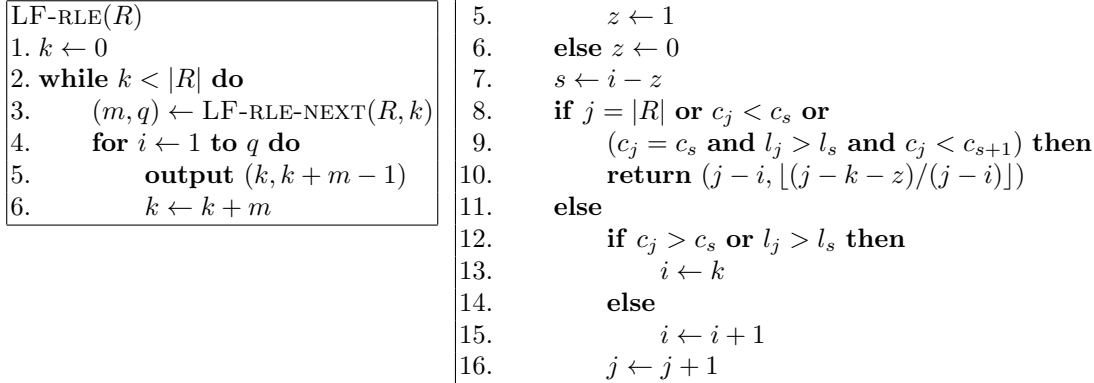 LF-RLE(R)
1. k ← 0
2. while k < |R| do
3. (m, q) ← LF-RLE-NEXT(R, k)
4. for i ← 1 to q do
5. output (k, k + m − 1)
6. k ← k + m
5. z ← 1
6. else z ← 0
7. s ← i − z
8. if j = |R| or c_j < c_s or
9. (c_j = c_s and l_j > l_s and c_j < c_{s+1}) then
10. return (j − i, ⌊(j − k − z)/(j − i)⌋)
11. else
12. if c_j > c_s or l_j > l_s then
13. i ← k
14. else
15. i ← i + 1
16. j ← j + 1